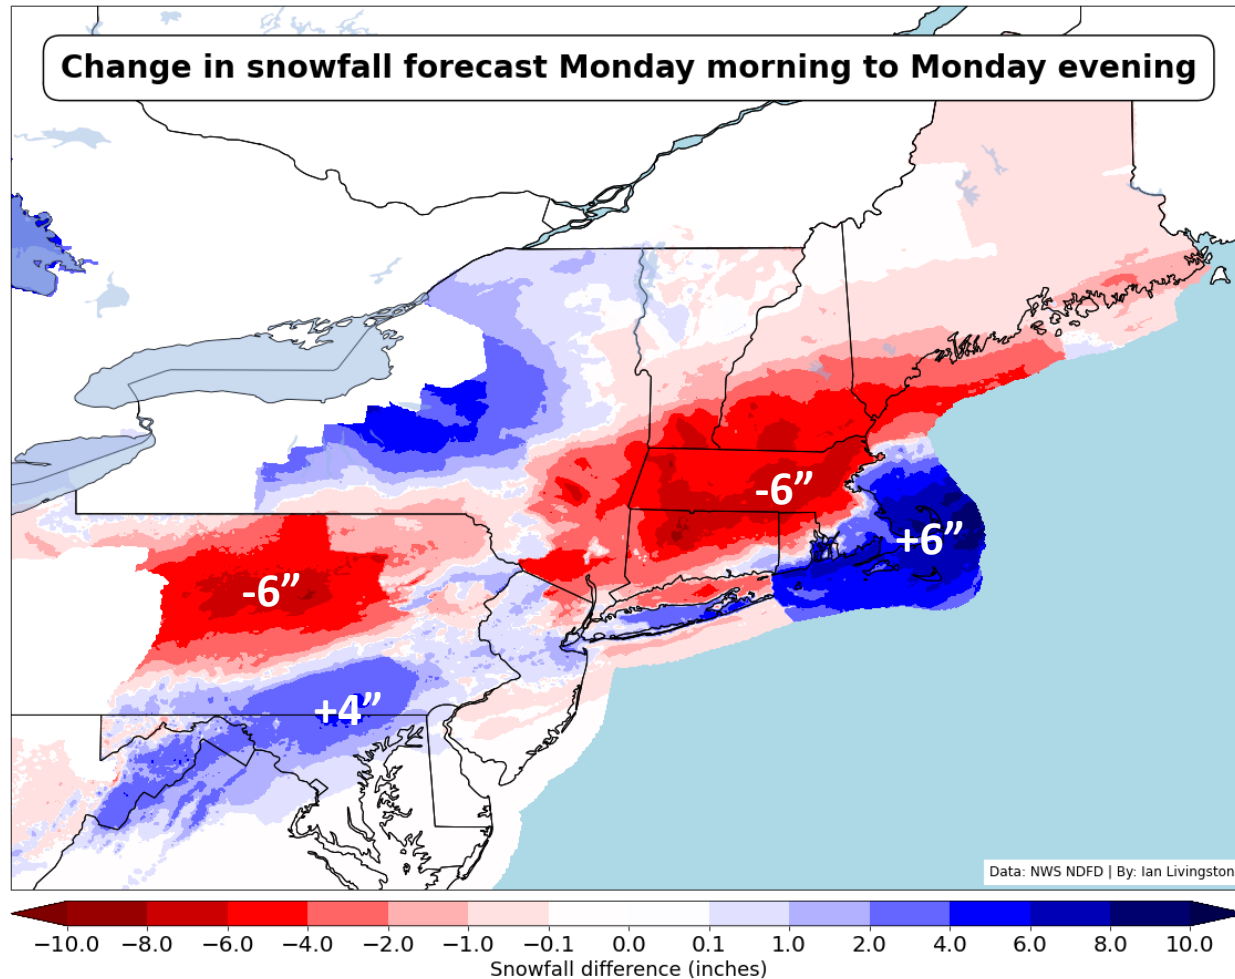 Change in snowfall forecast Monday morning to Monday evening
-6”
+6”
-6”
+4”
Data: NWS NDFD | By: Ian Livingston
−10.0 −8.0 −6.0 −4.0 −2.0 −1.0 −0.1 0.0 0.1 1.0 2.0 4.0 6.0 8.0 10.0
Snowfall difference (inches)